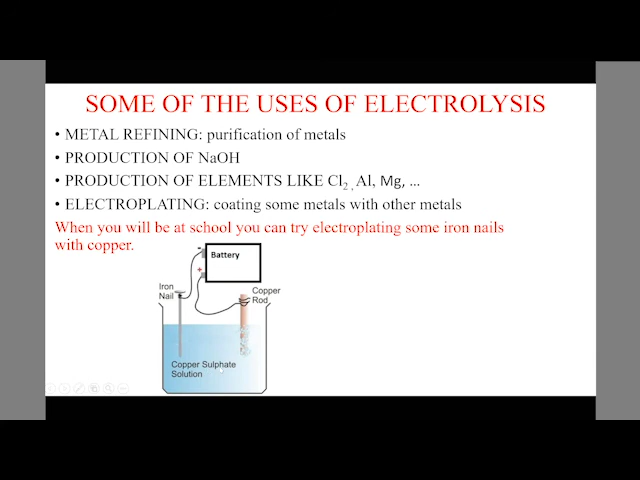 SOME OF THE USES OF ELECTROLYSIS
• METAL REFINING: purification of metals
• PRODUCTION OF NaOH
• PRODUCTION OF ELEMENTS LIKE Cl₂ , Al, Mg, ...
• ELECTROPLATING: coating some metals with other metals
When you will be at school you can try electroplating some iron nails
with copper.
-
Battery
+
Iron
Nail
Copper
Rod
Copper Sulphate
Solution